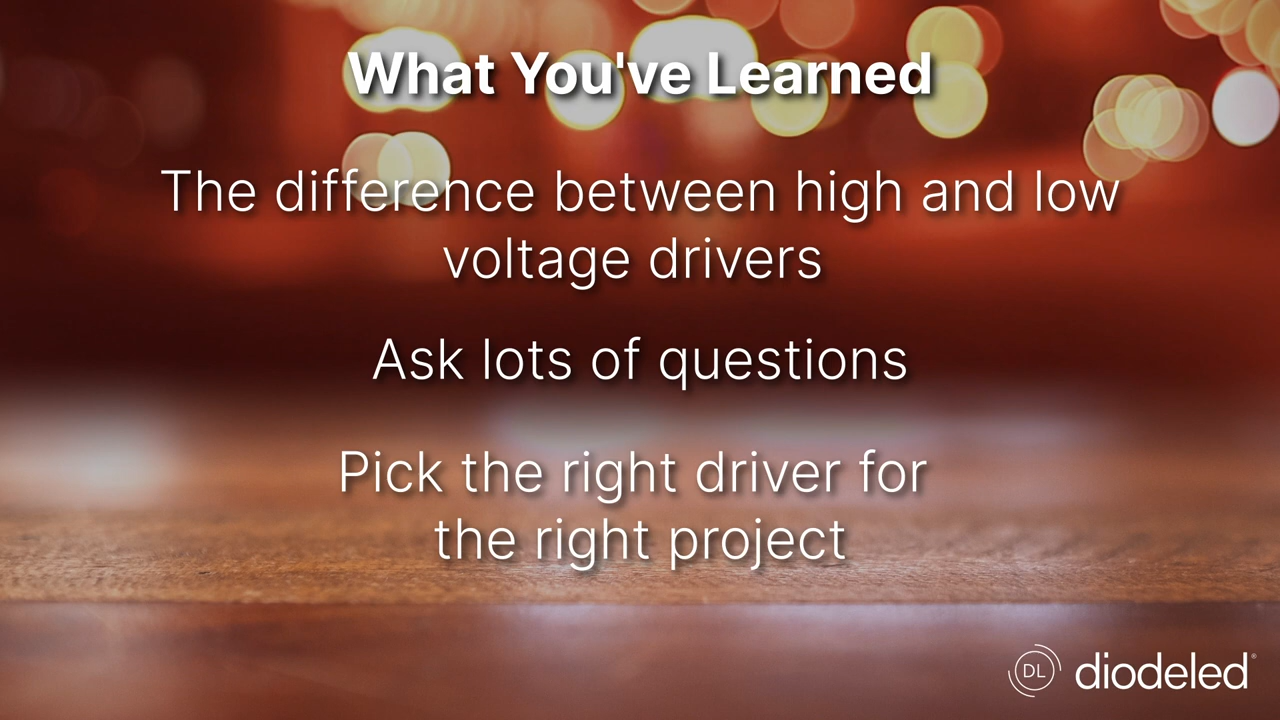 What You've Learned
The difference between high and low
voltage drivers
Ask lots of questions
Pick the right driver for
the right project
DL diodeled®